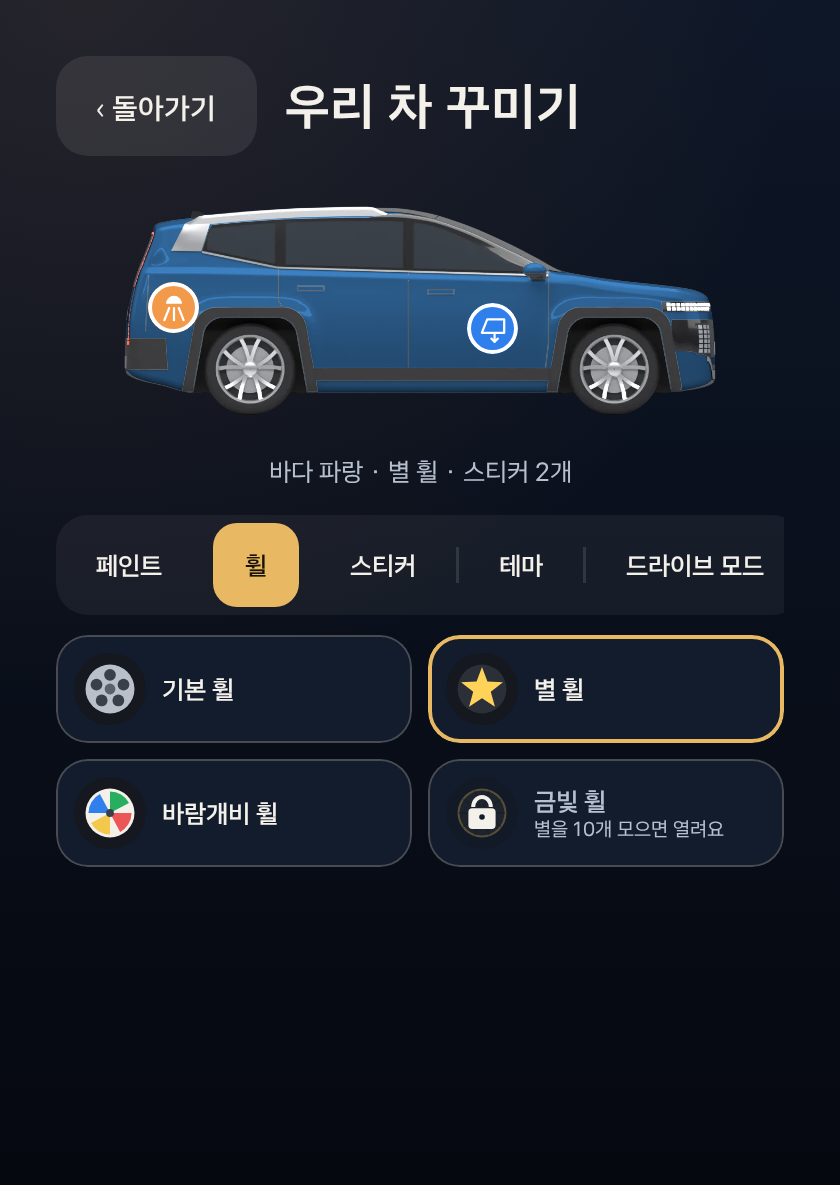 ‹ 돌아가기
우리 차 꾸미기
바다 파랑 · 별 휠 · 스티커 2개
페인트 휠 스티커 테마 드라이브 모드
기본 휠
별 휠
바람개비 휠
금빛 휠
별을 10개 모으면 열려요